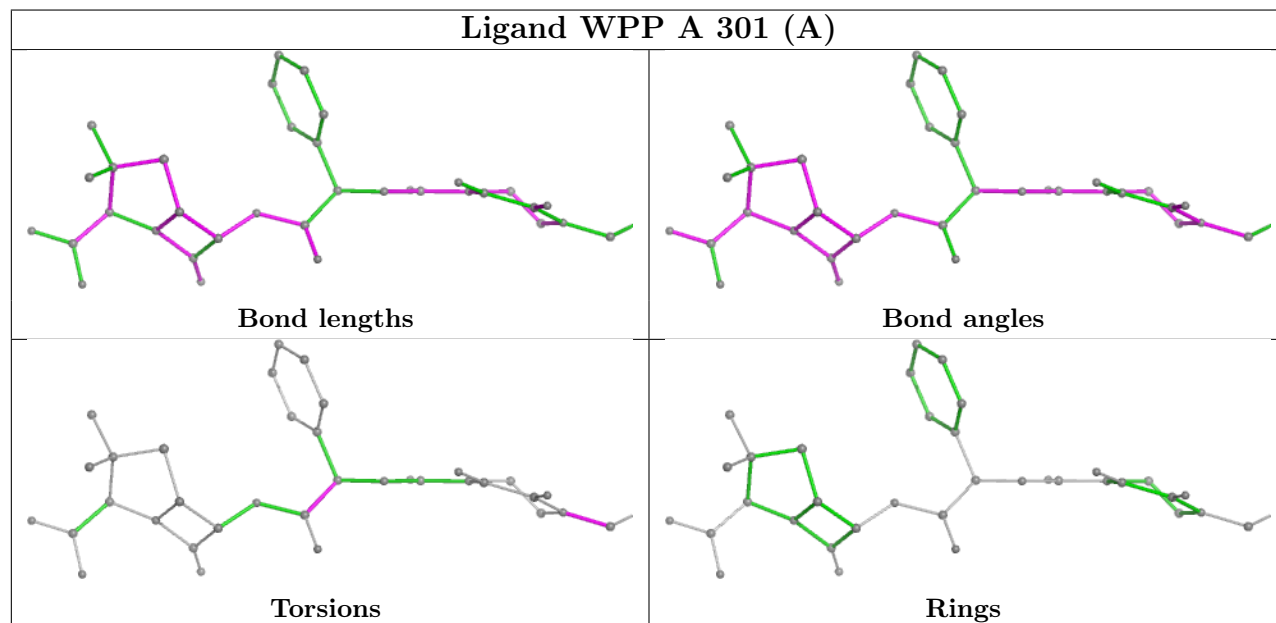 Ligand WPP A 301 (A)
Bond lengths
Bond angles
Torsions
Rings